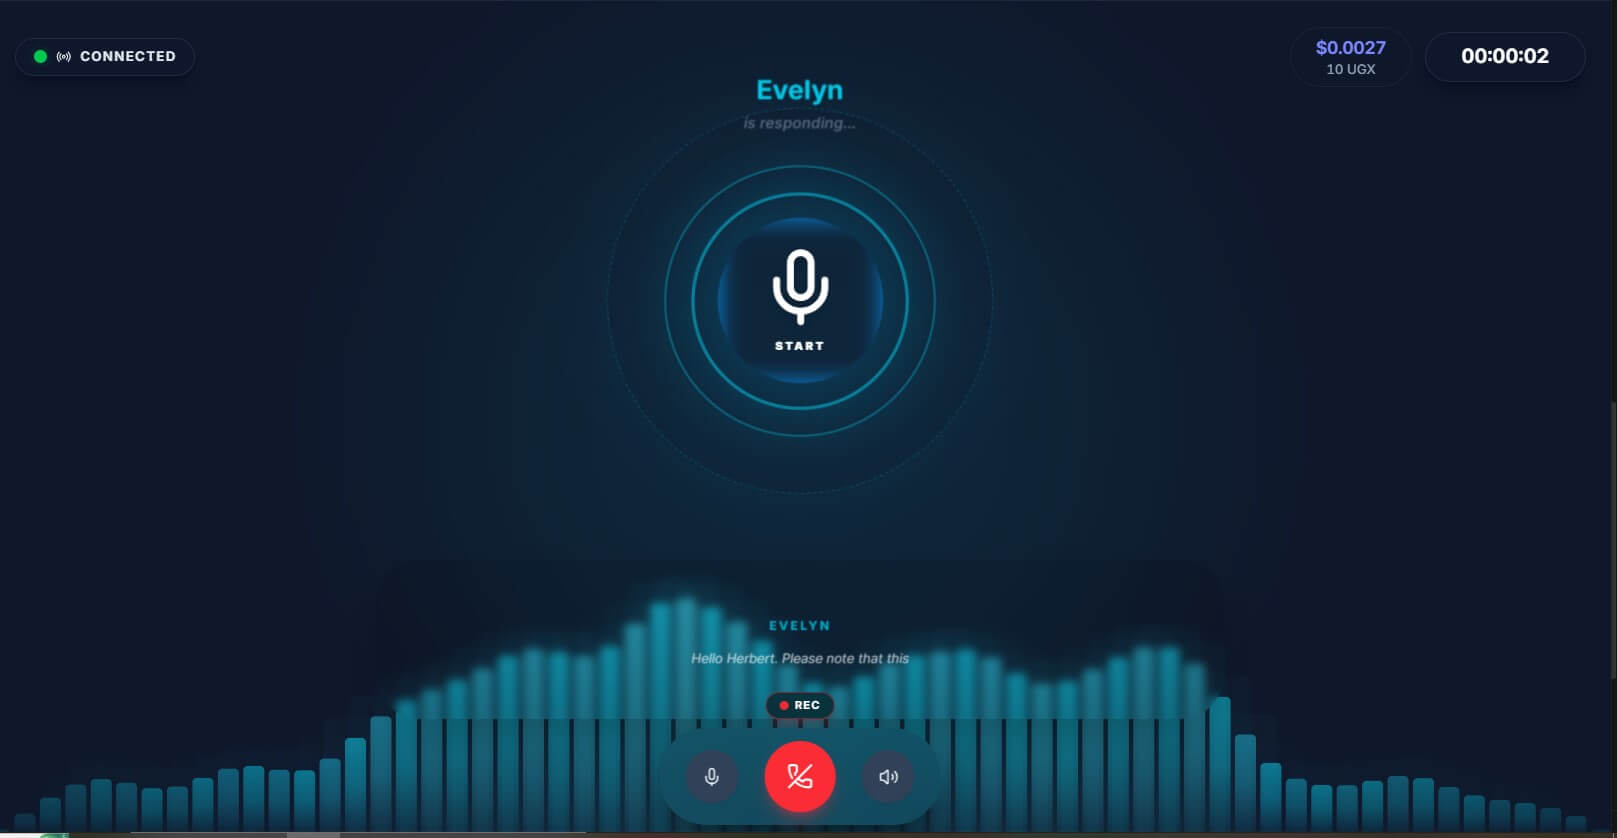 CONNECTED
$0.0027
10 UGX
00:00:02
Evelyn
is responding...
START
EVELYN
Hello Herbert. Please note that this
REC